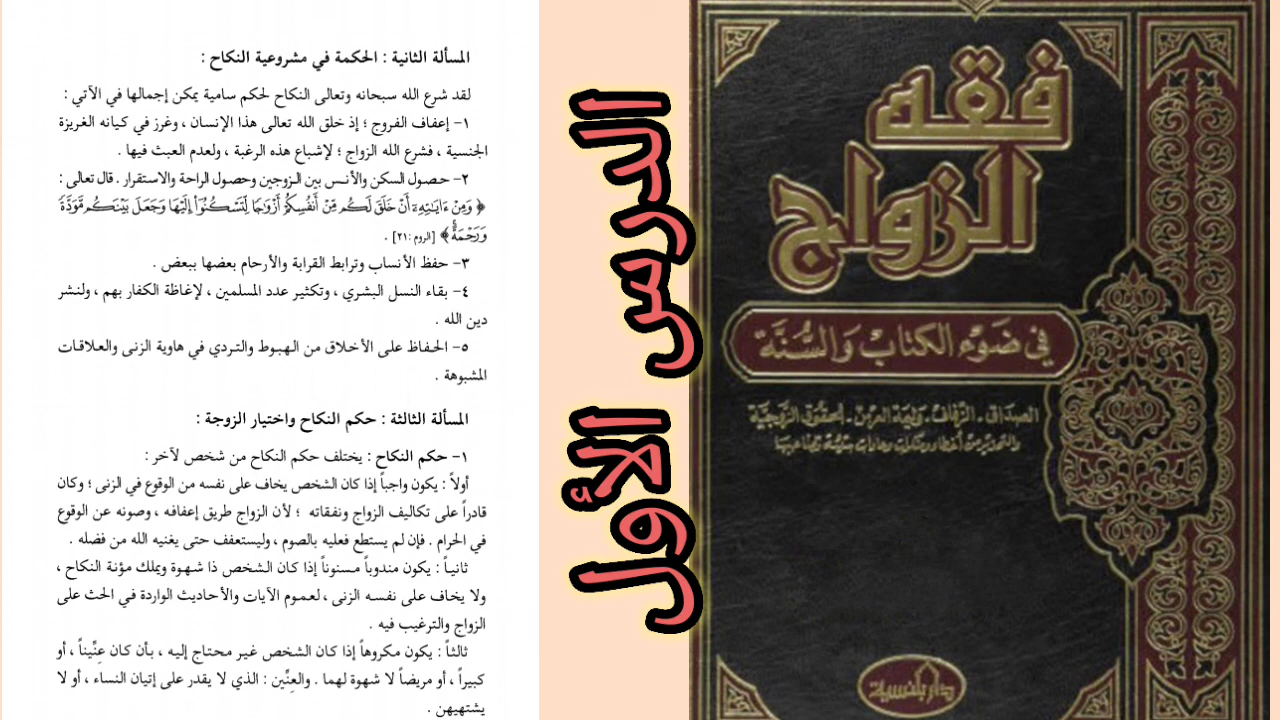 فقه
الزواج
في ضوء الكتاب والسنة
الصداق - الزفاف - وليمة العرس - الحقوق الزوجية
دار بلنسية
الدرس الأول
المسألة الثانية : الحكمة في مشروعية النكاح :
لقد شرع الله سبحانه وتعالى النكاح لحكم سامية يمكن إجمالها في الآتي :
١- إعفاف الفروج ؛ إذ خلق الله تعالى هذا الإنسان ، وغرز في كيانه الغريزة
الجنسية ، فشرع الله الزواج ؛ لإشباع هذه الرغبة ، ولعدم العبث فيها .
٢- حصول السكن والأنس بين الزوجين وحصول الراحة والاستقرار . قال تعالى :
﴿ وَمِنْ ءَايَٰتِهِۦٓ أَنْ خَلَقَ لَكُم مِّنْ أَنفُسِكُمْ أَزْوَٰجًا لِّتَسْكُنُوٓا۟ إِلَيْهَا وَجَعَلَ بَيْنَكُم مَّوَدَّةً
وَرَحْمَةً ﴾ [الروم : ٢١] .
٣- حفظ الأنساب وترابط القرابة والأرحام بعضها ببعض .
٤- بقاء النسل البشري ، وتكثير عدد المسلمين ، لإغاظة الكفار بهم ، ولنشر
دين الله .
٥- الحفاظ على الأخلاق من الهبوط والتردي في هاوية الزنى والعلاقات
المشبوهة .
المسألة الثالثة : حكم النكاح واختيار الزوجة :
١- حكم النكاح : يختلف حكم النكاح من شخص لآخر :
أولاً : يكون واجباً إذا كان الشخص يخاف على نفسه من الوقوع في الزنى ؛ وكان
قادراً على تكاليف الزواج ونفقاته ؛ لأن الزواج طريق إعفافه ، وصونه عن الوقوع
في الحرام . فإن لم يستطع فعليه بالصوم ، وليستعفف حتى يغنيه الله من فضله .
ثانياً : يكون مندوباً مسنوناً إذا كان الشخص ذا شهوة ويملك مؤنة النكاح ،
ولا يخاف على نفسه الزنى ، لعموم الآيات والأحاديث الواردة في الحث على
الزواج والترغيب فيه .
ثالثاً : يكون مكروهاً إذا كان الشخص غير محتاج إليه ، بأن كان عِنِّيناً ، أو
كبيراً ، أو مريضاً لا شهوة لهما . والعِنِّين : الذي لا يقدر على إتيان النساء ، أو لا
يشتهيهن .